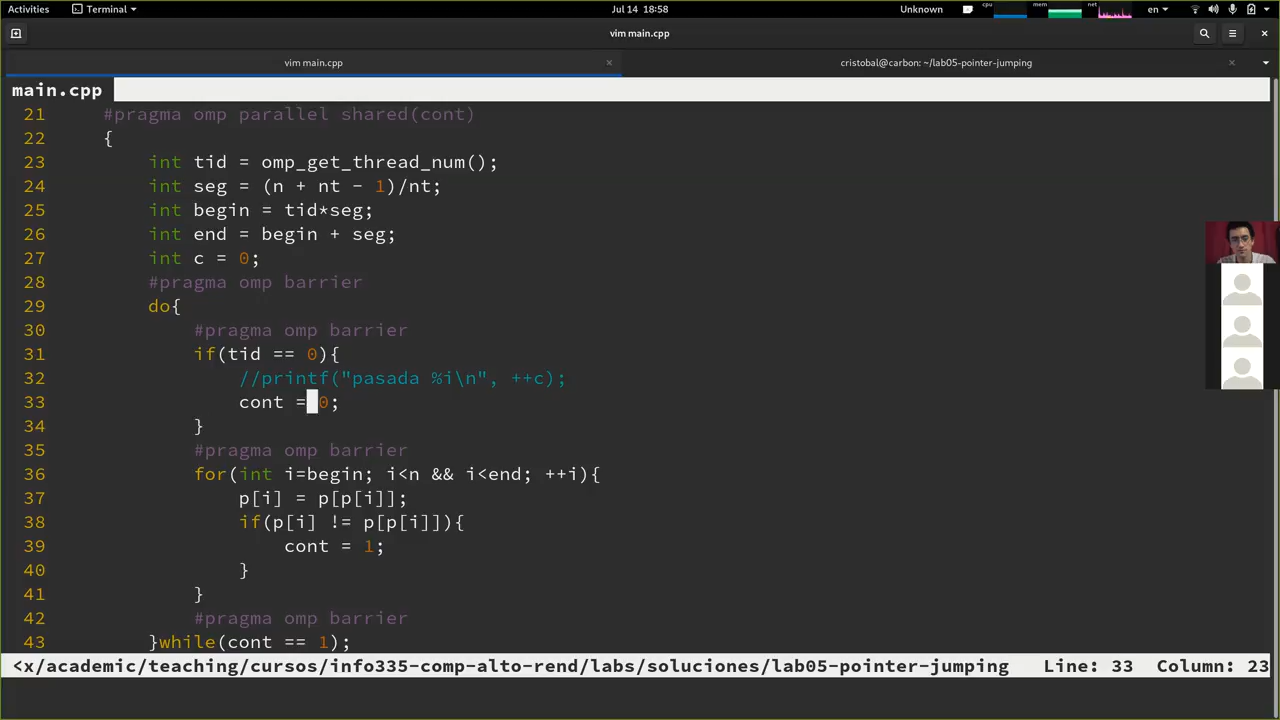 Activities Terminal Jul 14 18:58 Unknown cpu mem net en
vim main.cpp
vim main.cpp cristobal@carbon: ~/lab05-pointer-jumping
main.cpp
21 #pragma omp parallel shared(cont)
22 {
23 int tid = omp_get_thread_num();
24 int seg = (n + nt - 1)/nt;
25 int begin = tid*seg;
26 int end = begin + seg;
27 int c = 0;
28 #pragma omp barrier
29 do{
30 #pragma omp barrier
31 if(tid == 0){
32 //printf("pasada %i\n", ++c);
33 cont = 0;
34 }
35 #pragma omp barrier
36 for(int i=begin; i<n && i<end; ++i){
37 p[i] = p[p[i]];
38 if(p[i] != p[p[i]]){
39 cont = 1;
40 }
41 }
42 #pragma omp barrier
43 }while(cont == 1);
<x/academic/teaching/cursos/info335-comp-alto-rend/labs/soluciones/lab05-pointer-jumping Line: 33 Column: 23